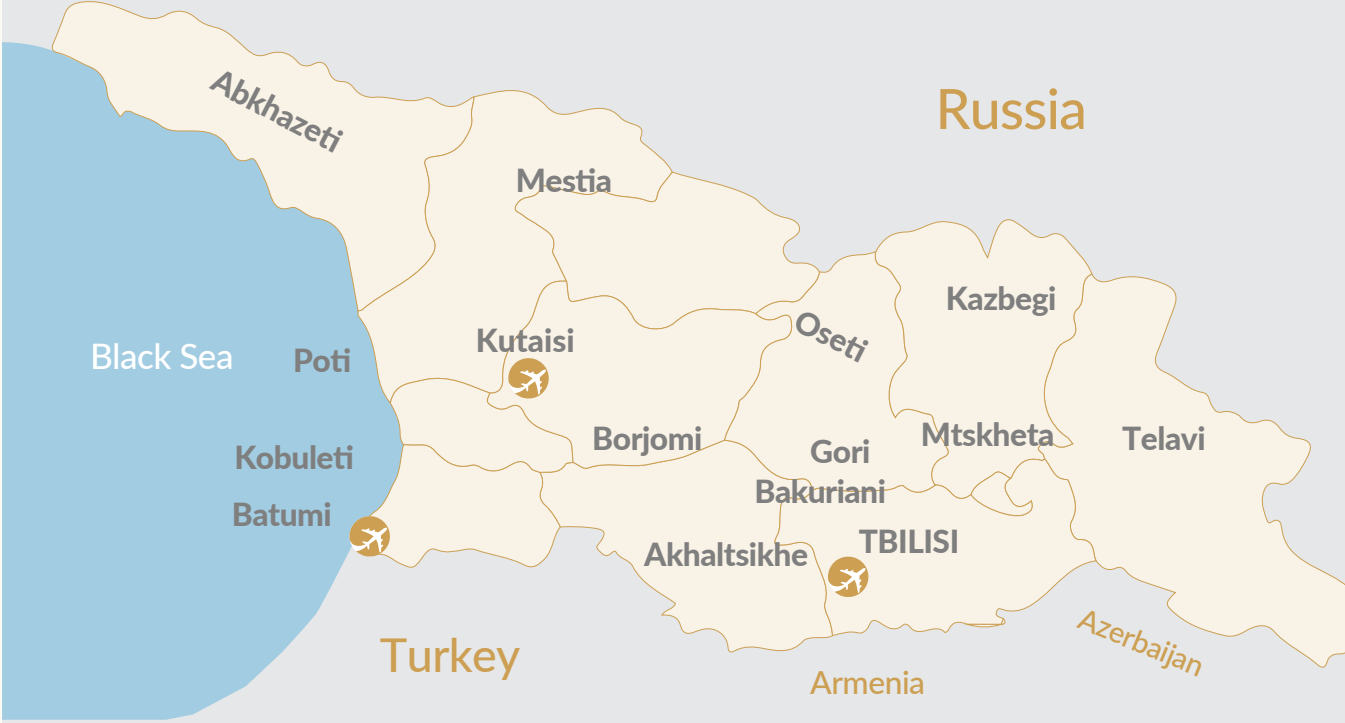 Abkhazeti
Russia
Mestia
Kazbegi
Oseti
Kutaisi
Black Sea
Poti
Mtskheta
Telavi
Borjomi
Gori
Kobuleti
Bakuriani
Batumi
TBILISI
Akhaltsikhe
Azerbaijan
Turkey
Armenia